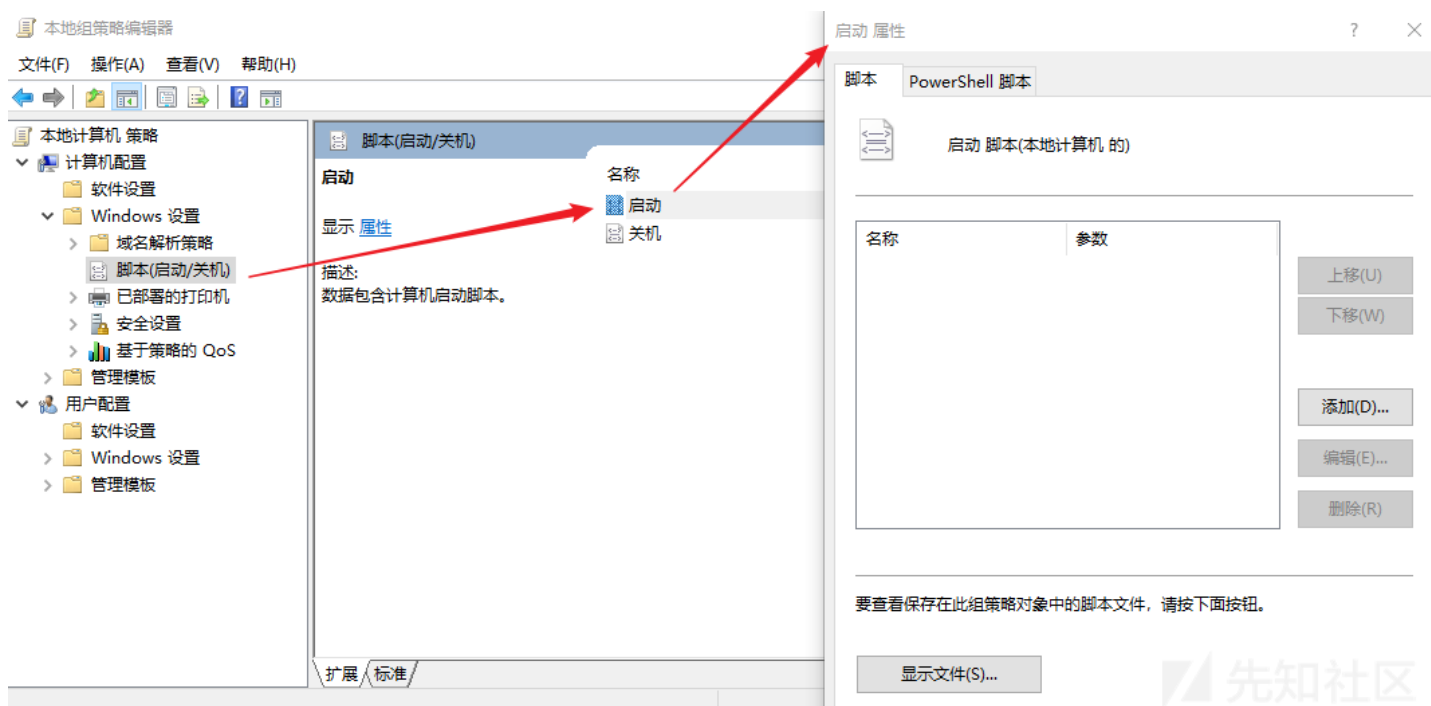 本地组策略编辑器
文件(F) 操作(A) 查看(V) 帮助(H)
本地计算机 策略
计算机配置
软件设置
Windows 设置
域名解析策略
脚本(启动/关机)
已部署的打印机
安全设置
基于策略的 QoS
管理模板
用户配置
软件设置
Windows 设置
管理模板
脚本(启动/关机)
启动
显示 属性
描述:
数据包含计算机启动脚本。
名称
启动
关机
扩展 标准
启动 属性
脚本 PowerShell 脚本
启动 脚本(本地计算机 的)
名称 参数
上移(U)
下移(W)
添加(D)...
编辑(E)...
删除(R)
要查看保存在此组策略对象中的脚本文件，请按下面按钮。
显示文件(S)...
先知社区